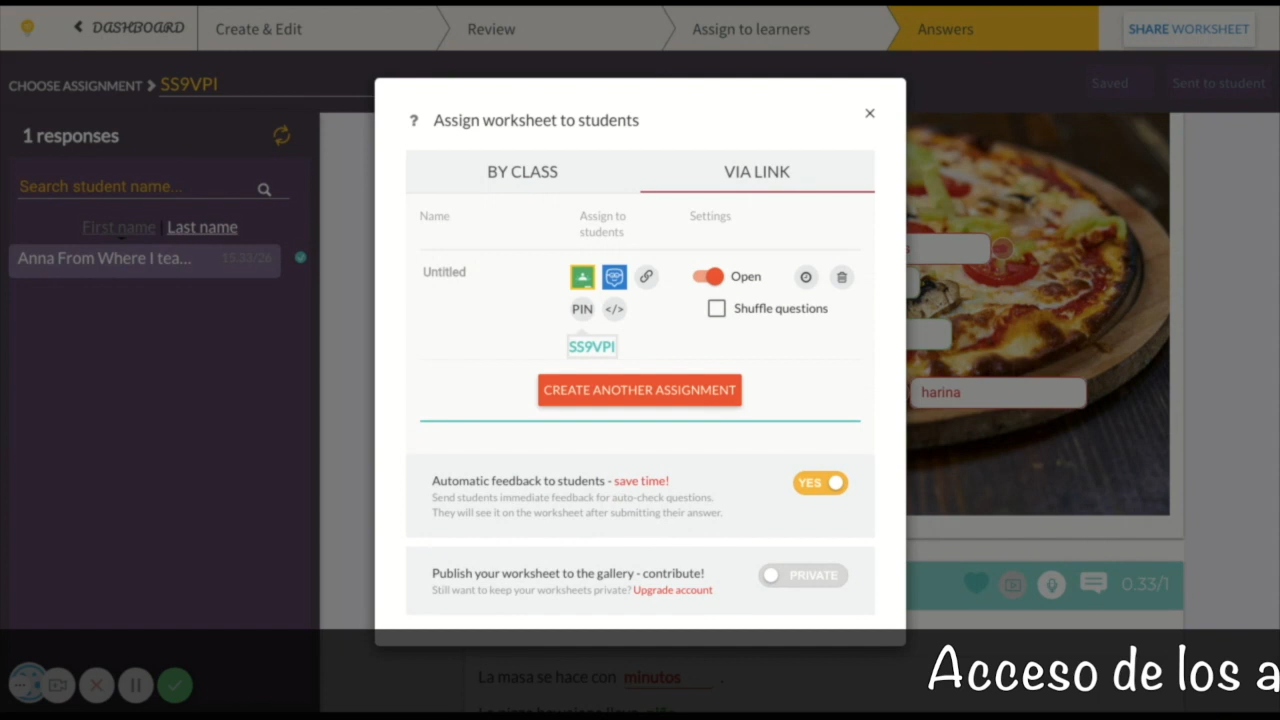 DASHBOARD
Create & Edit
Review
Assign to learners
Answers
SHARE WORKSHEET
CHOOSE ASSIGNMENT SS9VPI
Saved
Sent to student
1 responses
Search student name...
First name | Last name
Anna From Where I tea... 15.33/26
? Assign worksheet to students
×
BY CLASS
VIA LINK
Name
Assign to
students
Settings
Untitled
Open
PIN </>
Shuffle questions
SS9VPI
CREATE ANOTHER ASSIGNMENT
Automatic feedback to students - save time!
YES
Send students immediate feedback for auto-check questions.
They will see it on the worksheet after submitting their answer.
Publish your worksheet to the gallery - contribute!
PRIVATE
Still want to keep your worksheets private? Upgrade account
harina
0.33/1
La masa se hace con minutos .
Acceso de los a